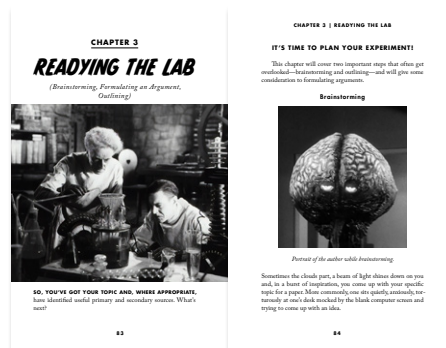 CHAPTER 3
READYING THE LAB
(Brainstorming, Formulating an Argument,
Outlining)
SO, YOU'VE GOT YOUR TOPIC AND, WHERE APPROPRIATE,
have identified useful primary and secondary sources. What's
next?
83
CHAPTER 3 | READYING THE LAB
IT'S TIME TO PLAN YOUR EXPERIMENT!
This chapter will cover two important steps that often get
overlooked—brainstorming and outlining—and will give some
consideration to formulating arguments.
Brainstorming
Portrait of the author while brainstorming.
Sometimes the clouds part, a beam of light shines down on you
and, in a burst of inspiration, you come up with your specific
topic for a paper. More commonly, one sits quietly, anxiously, tor-
turously at one's desk mocked by the blank computer screen and
trying to come up with an idea.
84